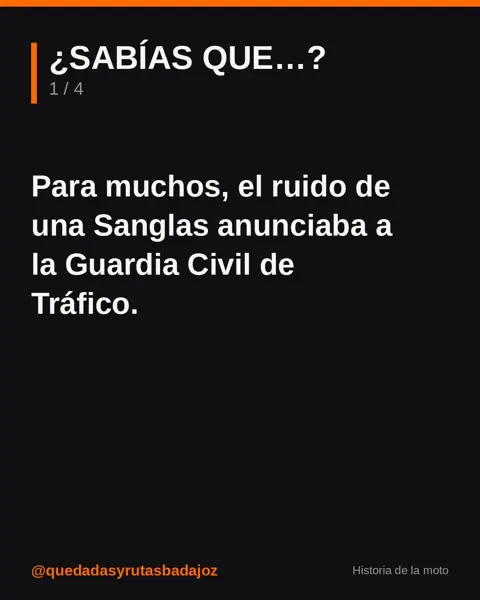 ¿SABÍAS QUE...?
1 / 4
Para muchos, el ruido de
una Sanglas anunciaba a
la Guardia Civil de
Tráfico.
@quedadasyrutasbadajoz
Historia de la moto